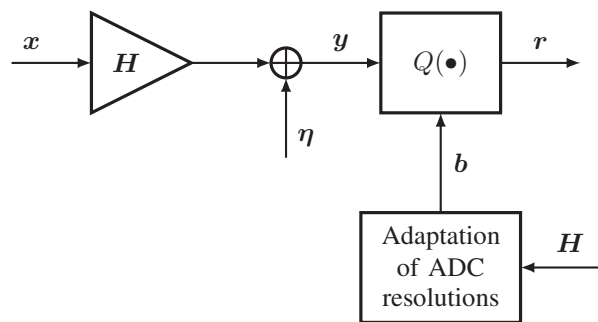 x
H
y
Q(●)
r
η
b
Adaptation
of ADC
resolutions
H